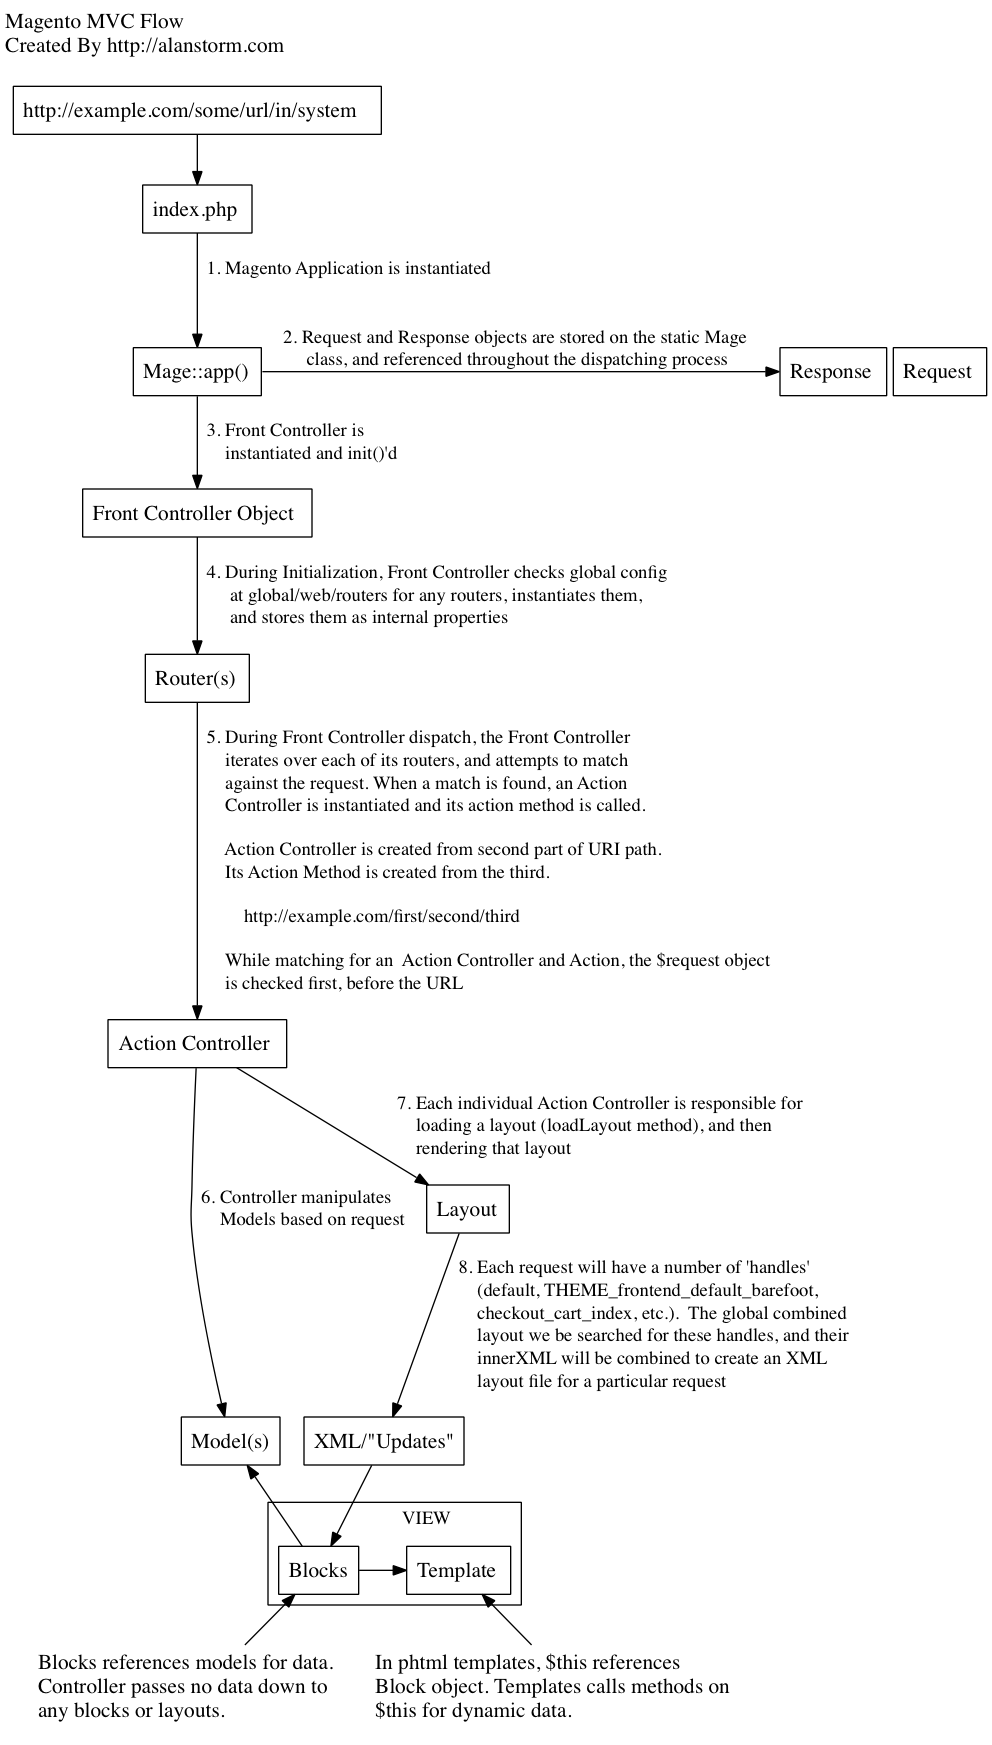 Magento MVC Flow
Created By http://alanstorm.com
http://example.com/some/url/in/system
index.php
1. Magento Application is instantiated
2. Request and Response objects are stored on the static Mage
class, and referenced throughout the dispatching process
Mage::app()
Response
Request
3. Front Controller is
instantiated and init()'d
Front Controller Object
4. During Initialization, Front Controller checks global config
at global/web/routers for any routers, instantiates them,
and stores them as internal properties
Router(s)
5. During Front Controller dispatch, the Front Controller
iterates over each of its routers, and attempts to match
against the request. When a match is found, an Action
Controller is instantiated and its action method is called.
Action Controller is created from second part of URI path.
Its Action Method is created from the third.
http://example.com/first/second/third
While matching for an  Action Controller and Action, the $request object
is checked first, before the URL
Action Controller
7. Each individual Action Controller is responsible for
loading a layout (loadLayout method), and then
rendering that layout
6. Controller manipulates
Models based on request
Layout
8. Each request will have a number of 'handles'
(default, THEME_frontend_default_barefoot,
checkout_cart_index, etc.).  The global combined
layout we be searched for these handles, and their
innerXML will be combined to create an XML
layout file for a particular request
Model(s)
XML/"Updates"
VIEW
Blocks
Template
Blocks references models for data.
Controller passes no data down to
any blocks or layouts.
In phtml templates, $this references
Block object. Templates calls methods on
$this for dynamic data.